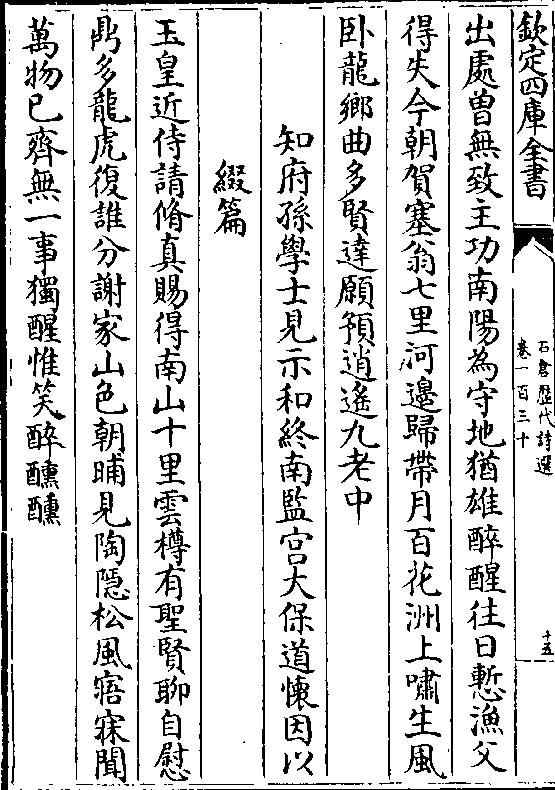 欽定四庫全書
石倉歷代詩選
卷一百三十
十五
出處曾無致主功南陽為守地猶雄醉醒往日慙漁父
得失今朝賀塞翁七里河邊歸帶月百花洲上嘯生風
卧龍鄉曲多賢達願預逍遙九老中
知府孫學士見示和終南監宫大保道懷因以
綴篇
玉皇近侍請脩真賜得南山十里雲樽有聖賢聊自慰
鼎多龍虎復誰分謝家山色朝晡見陶隱松風寤寐聞
萬物已齊無一事獨醒惟笑醉醺醺